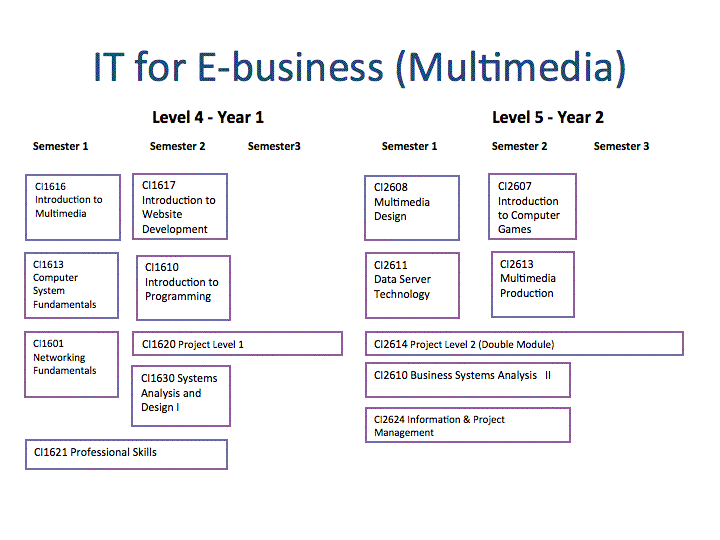 IT for E-business (Multimedia)
Level 4 - Year 1
Level 5 - Year 2
Semester 1
Semester 2
Semester3
Semester 1
Semester 2
Semester 3
CI1616
Introduction to
Multimedia
CI1617
Introduction to
Website
Development
CI2608
Multimedia
Design
CI2607
Introduction
to Computer
Games
CI1613
Computer
System
Fundamentals
CI1610
Introduction to
Programming
CI2611
Data Server
Technology
CI2613
Multimedia
Production
CI1601
Networking
Fundamentals
CI1620 Project Level 1
CI2614 Project Level 2 (Double Module)
CI1630 Systems
Analysis and
Design I
CI2610 Business Systems Analysis II
CI2624 Information & Project
Management
CI1621 Professional Skills